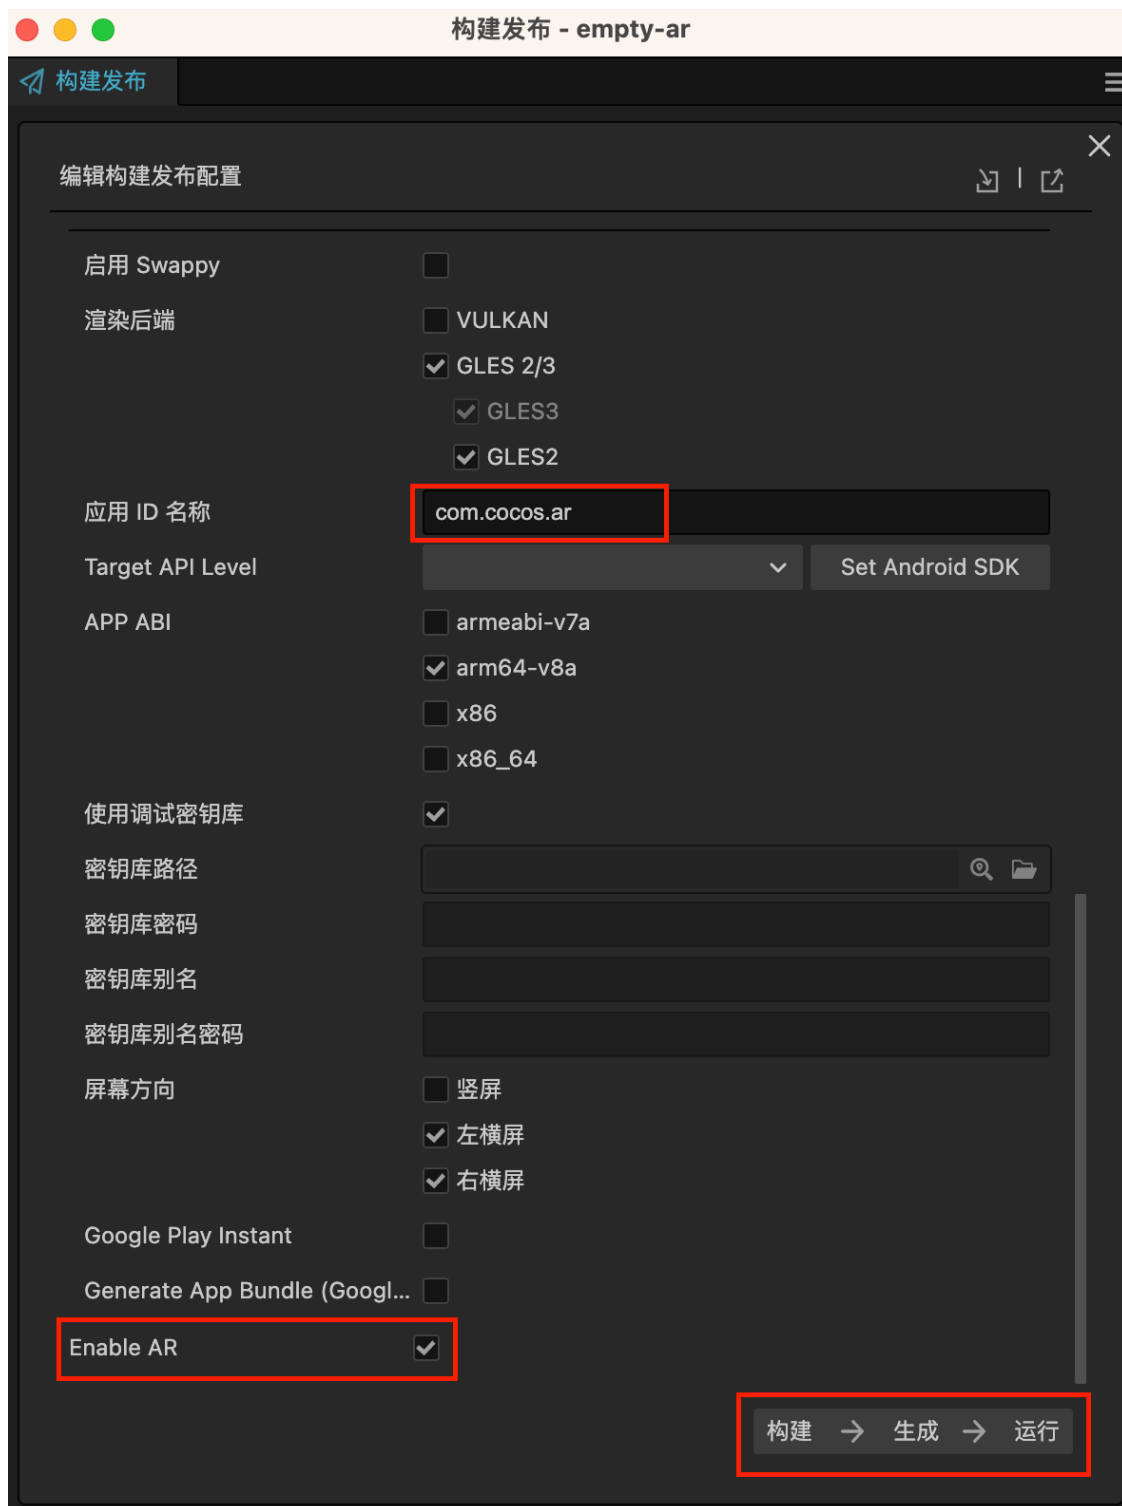 构建发布 - empty-ar
构建发布
编辑构建发布配置
启用 Swappy
渲染后端
VULKAN
GLES 2/3
GLES3
GLES2
应用 ID 名称
com.cocos.ar
Target API Level
Set Android SDK
APP ABI
armeabi-v7a
arm64-v8a
x86
x86_64
使用调试密钥库
密钥库路径
密钥库密码
密钥库别名
密钥库别名密码
屏幕方向
竖屏
左横屏
右横屏
Google Play Instant
Generate App Bundle (Googl...
Enable AR
构建 → 生成 → 运行